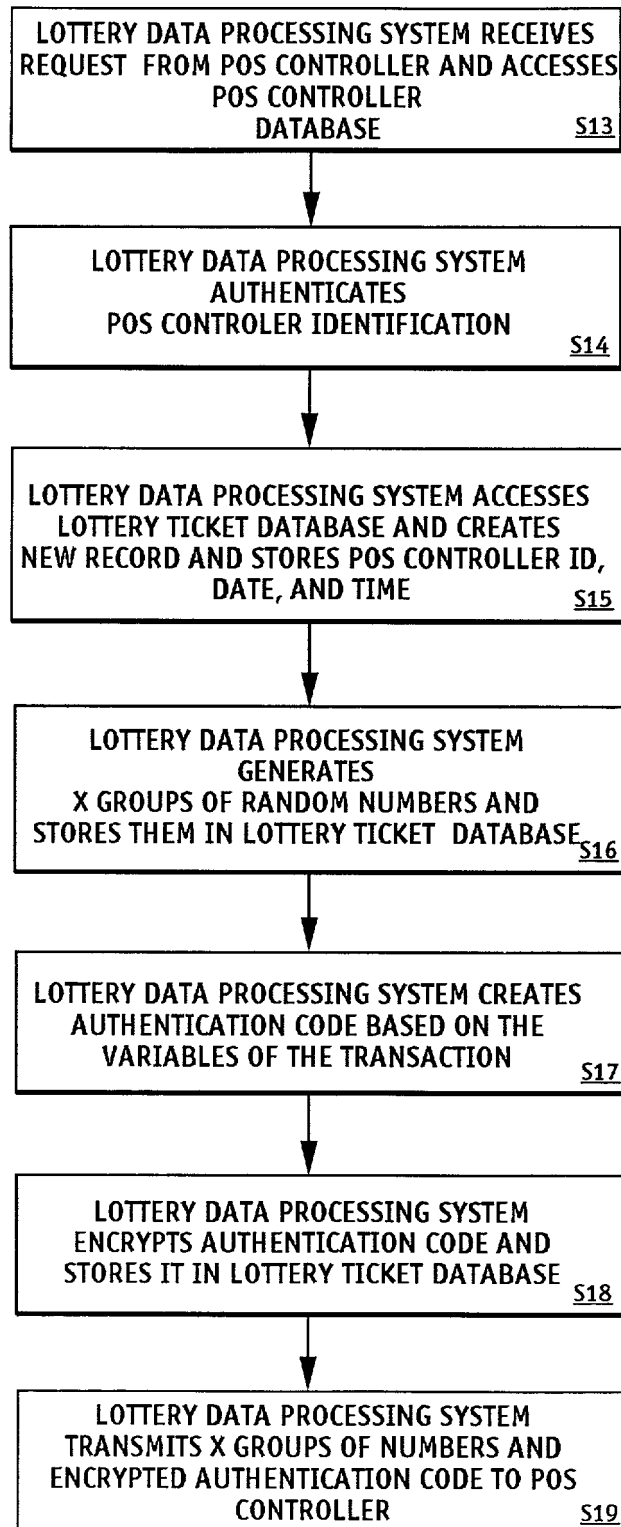 LOTTERY DATA PROCESSING SYSTEM RECEIVES
REQUEST FROM POS CONTROLLER AND ACCESSES
POS CONTROLLER
DATABASE
S13
LOTTERY DATA PROCESSING SYSTEM
AUTHENTICATES
POS CONTROLER IDENTIFICATION
S14
LOTTERY DATA PROCESSING SYSTEM ACCESSES
LOTTERY TICKET DATABASE AND CREATES
NEW RECORD AND STORES POS CONTROLLER ID,
DATE, AND TIME
S15
LOTTERY DATA PROCESSING SYSTEM
GENERATES
X GROUPS OF RANDOM NUMBERS AND
STORES THEM IN LOTTERY TICKET DATABASE
S16
LOTTERY DATA PROCESSING SYSTEM CREATES
AUTHENTICATION CODE BASED ON THE
VARIABLES OF THE TRANSACTION
S17
LOTTERY DATA PROCESSING SYSTEM
ENCRYPTS AUTHENTICATION CODE AND
STORES IT IN LOTTERY TICKET DATABASE
S18
LOTTERY DATA PROCESSING SYSTEM
TRANSMITS X GROUPS OF NUMBERS AND
ENCRYPTED AUTHENTICATION CODE TO POS
CONTROLLER
S19